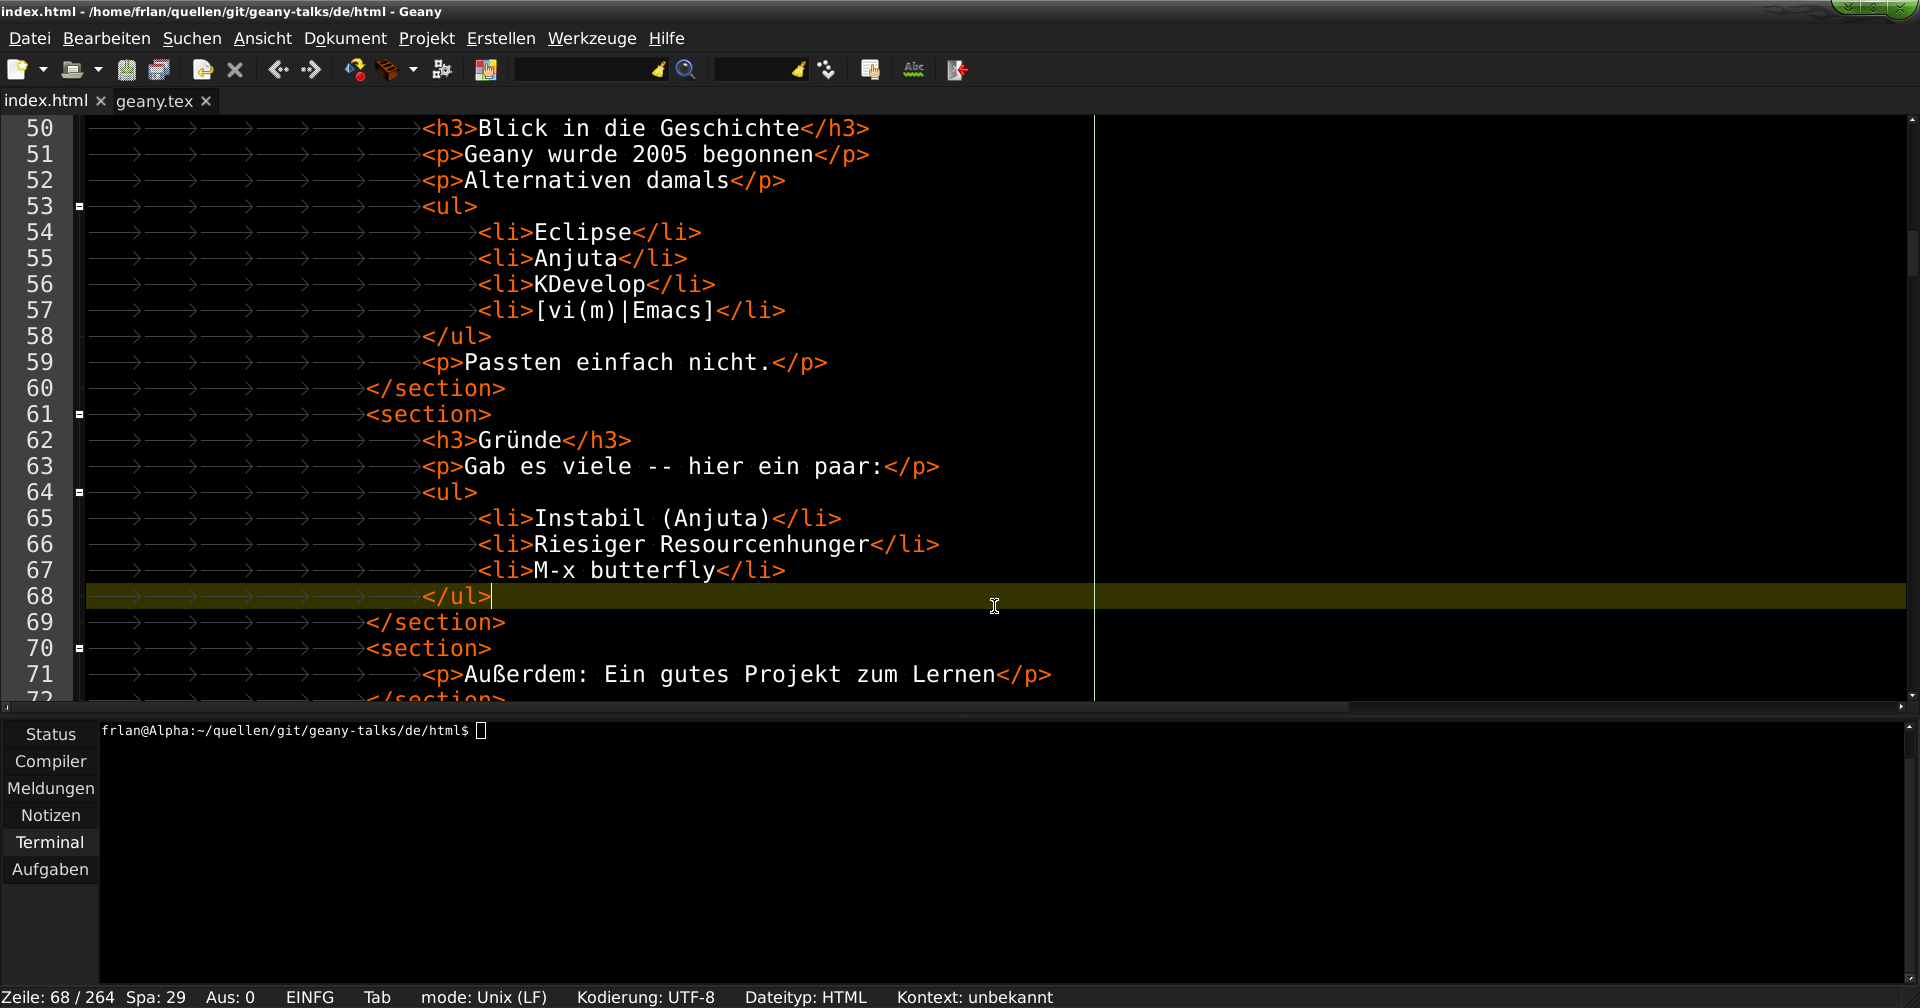 index.html - /home/frlan/quellen/git/geany-talks/de/html - Geany
Datei Bearbeiten Suchen Ansicht Dokument Projekt Erstellen Werkzeuge Hilfe
Abc
index.html geany.tex
50 <h3>Blick in die Geschichte</h3>
51 <p>Geany wurde 2005 begonnen</p>
52 <p>Alternativen damals</p>
53 <ul>
54 <li>Eclipse</li>
55 <li>Anjuta</li>
56 <li>KDevelop</li>
57 <li>[vi(m)|Emacs]</li>
58 </ul>
59 <p>Passten einfach nicht.</p>
60 </section>
61 <section>
62 <h3>Gründe</h3>
63 <p>Gab es viele -- hier ein paar:</p>
64 <ul>
65 <li>Instabil (Anjuta)</li>
66 <li>Riesiger Resourcenhunger</li>
67 <li>M-x butterfly</li>
68 </ul>
69 </section>
70 <section>
71 <p>Außerdem: Ein gutes Projekt zum Lernen</p>
72 </section>
Status
Compiler
Meldungen
Notizen
Terminal
Aufgaben
frlan@Alpha:~/quellen/git/geany-talks/de/html$
Zeile: 68 / 264 Spa: 29 Aus: 0 EINFG Tab mode: Unix (LF) Kodierung: UTF-8 Dateityp: HTML Kontext: unbekannt